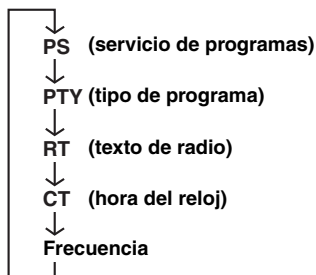 PS (servicio de programas)
PTY (tipo de programa)
RT (texto de radio)
CT (hora del reloj)
Frecuencia